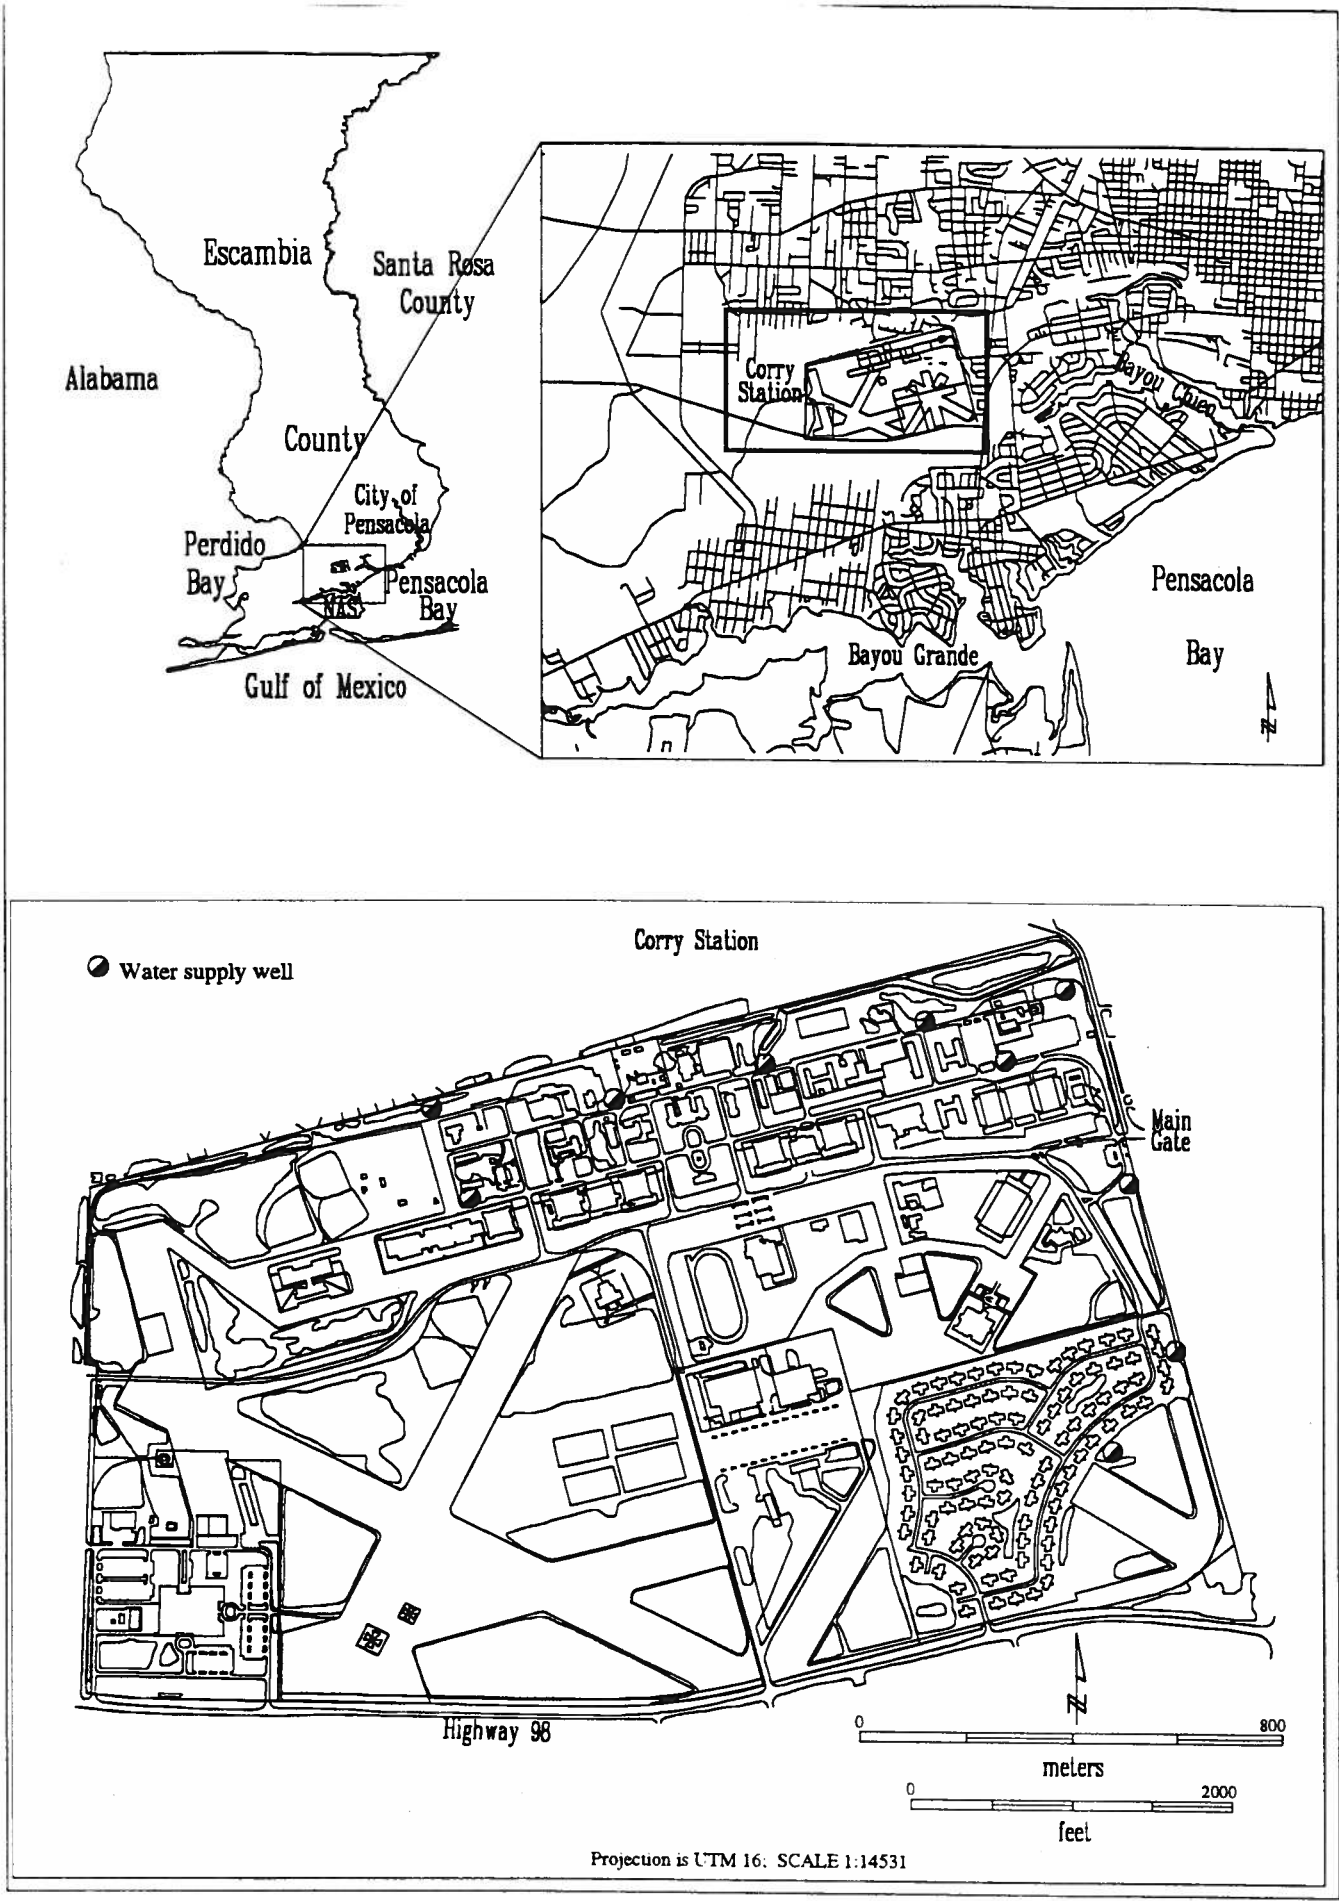 Escambia
Santa Rosa
County
Alabama
County
City of
Pensacola
Perdido
Bay
Pensacola
Bay
NAS
Gulf of Mexico
Corry
Station
Bayou Chico
Pensacola
Bay
Bayou Grande
N
Corry Station
Water supply well
Main
Gate
Highway 98
N
0 800
meters
0 2000
feet
Projection is UTM 16; SCALE 1:14531